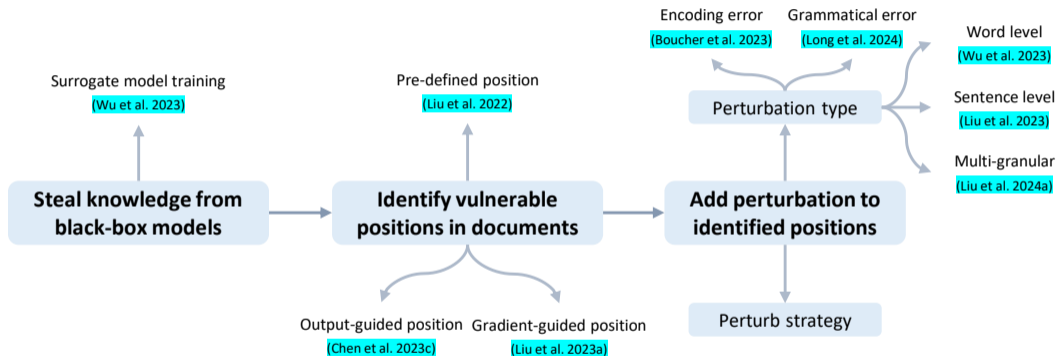 Surrogate model training
(Wu et al. 2023)
Steal knowledge from
black-box models
Pre-defined position
(Liu et al. 2022)
Identify vulnerable
positions in documents
Output-guided position
(Chen et al. 2023c)
Gradient-guided position
(Liu et al. 2023a)
Encoding error
(Boucher et al. 2023)
Grammatical error
(Long et al. 2024)
Perturbation type
Word level
(Wu et al. 2023)
Sentence level
(Liu et al. 2023)
Multi-granular
(Liu et al. 2024a)
Add perturbation to
identified positions
Perturb strategy